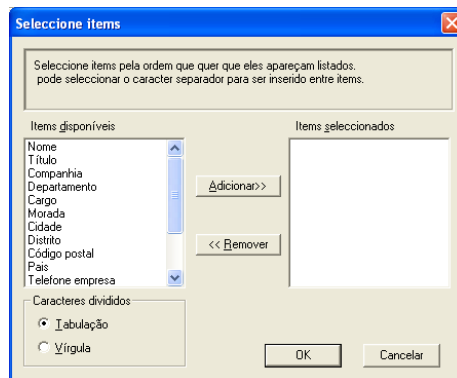 Seleccione items
Seleccione items pela ordem que quer que eles apareçam listados.
pode seleccionar o caracter separador para ser inserido entre items.
Items disponíveis
Items seleccionados
Nome
Título
Companhia
Departamento
Cargo
Morada
Cidade
Distrito
Código postal
Pais
Telefone empresa
Adicionar>>
<< Remover
Caracteres divididos
Tabulação
Vírgula
OK
Cancelar